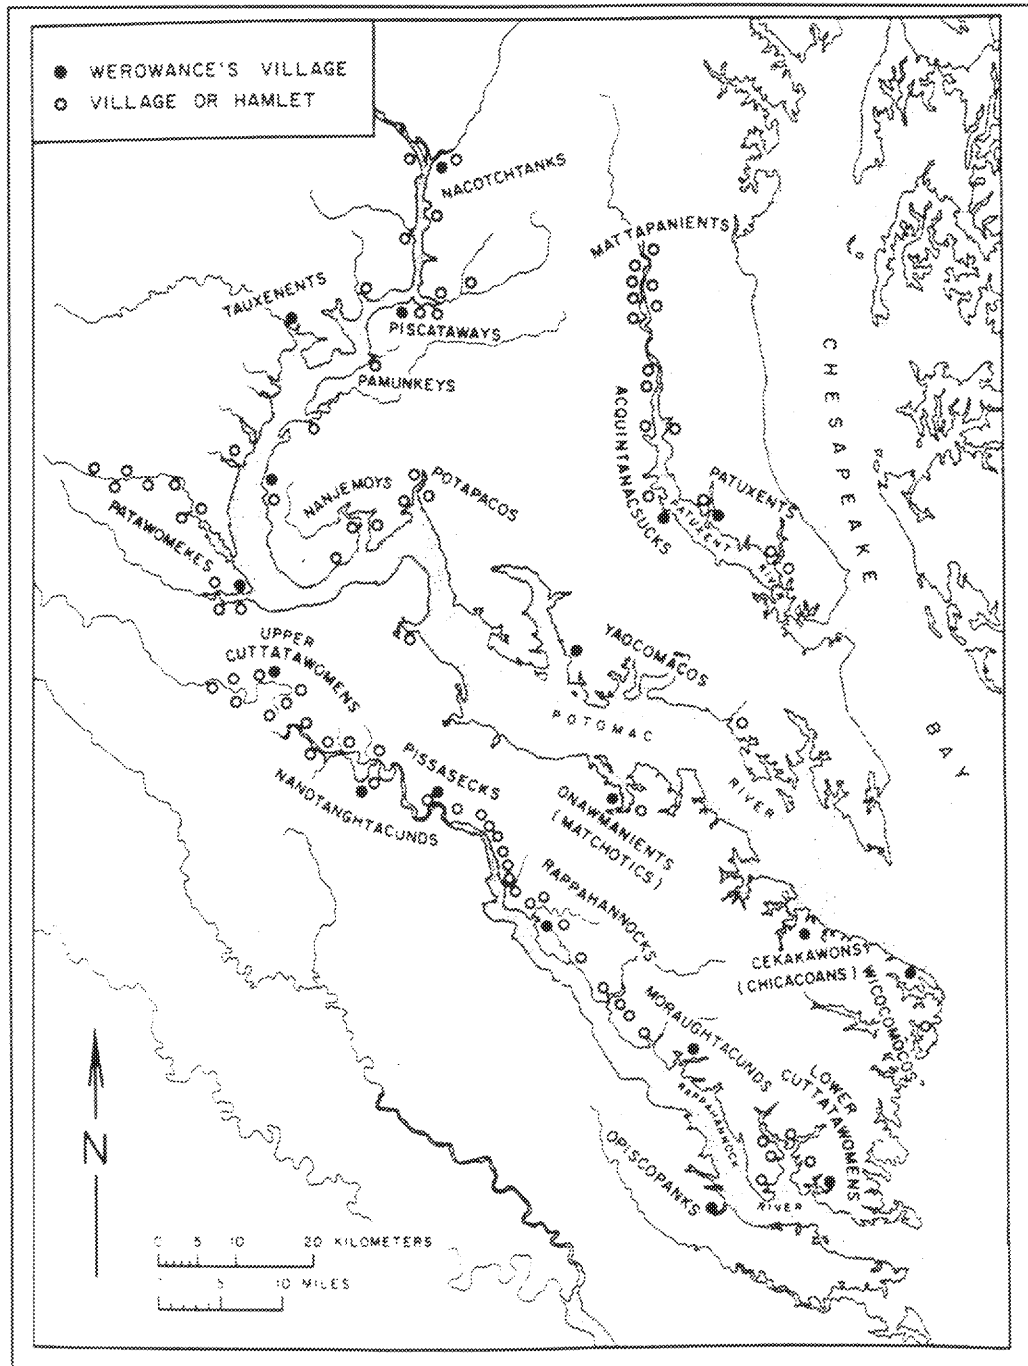 WEROWANCE'S VILLAGE
VILLAGE OR HAMLET
NACOTCHTANKS
MATTAPANIENTS
TAUXENENTS
PISCATAWAYS
PAMUNKEYS
CHESAPEAKE
BAY
ACQUINTANACSUCKS
PATUXENTS
PATUXENT
RIVER
NANJEMOYS
POTAPACOS
PATAWOMEKES
UPPER
CUTTATAWOMENS
YAOCOMACOS
POTOMAC
RIVER
PISSASECKS
NANDTANGHTACUNDS
ONAWMANIENTS
(MATCHOTICS)
RAPPAHANNOCKS
CEKAKAWONS
(CHICACOANS)
WICOCOMOCOS
MORAUGHTACUNDS
LOWER
CUTTATAWOMENS
RAPPAHANNOCK
RIVER
OPISCOPANKS
N
0 5 10 20 KILOMETERS
5 10 MILES